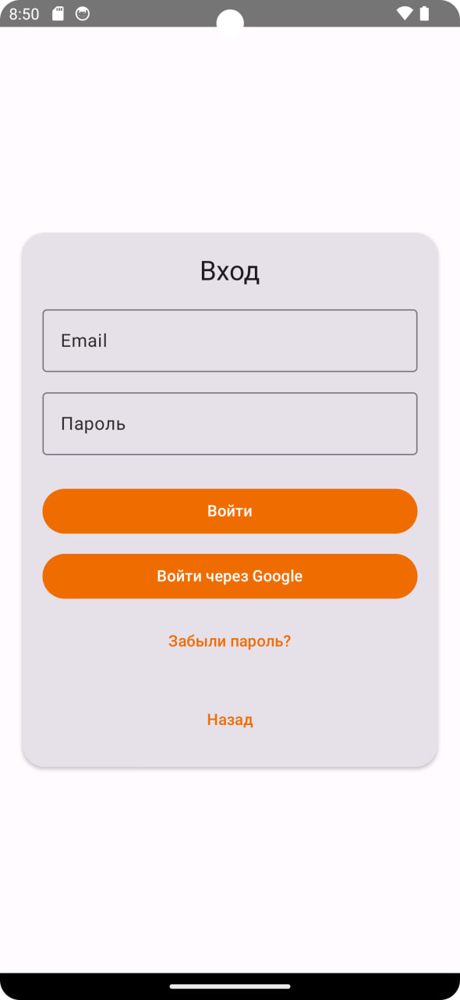 8:50
Вход
Email
Пароль
Войти
Войти через Google
Забыли пароль?
Назад